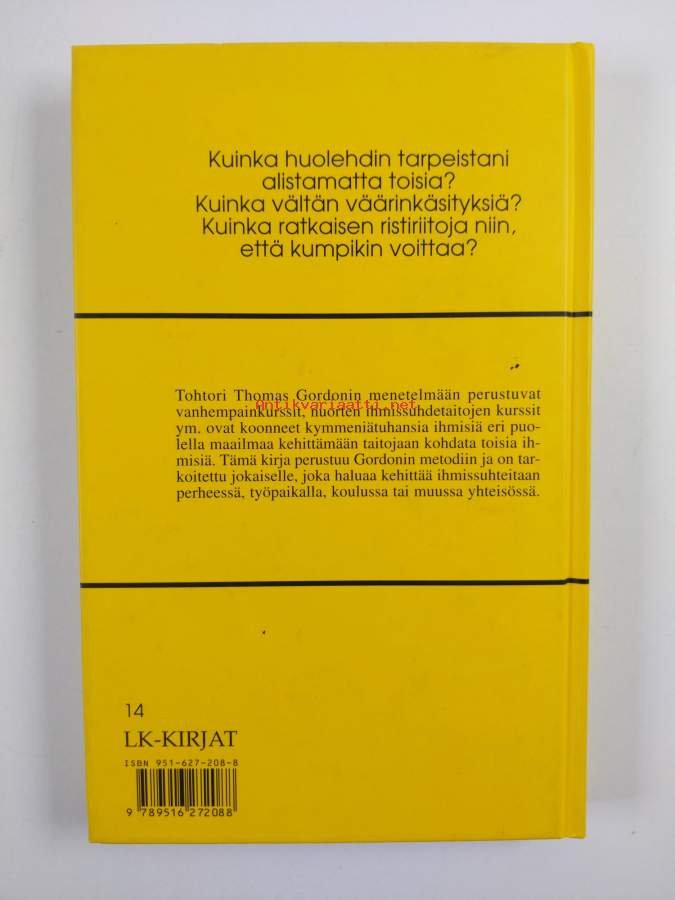 Kuinka huolehdin tarpeistani
alistamatta toisia?
Kuinka vältän väärinkäsityksiä?
Kuinka ratkaisen ristiriitoja niin,
että kumpikin voittaa?
Tohtori Thomas Gordonin menetelmään perustuvat
Antikvariaatti.net
vanhempainkurssit, nuorten ihmissuhdetaitojen kurssit
ym. ovat koonneet kymmeniätuhansia ihmisiä eri puo-
lella maailmaa kehittämään taitojaan kohdata toisia ih-
misiä. Tämä kirja perustuu Gordonin metodiin ja on tar-
koitettu jokaiselle, joka haluaa kehittää ihmissuhteitaan
perheessä, työpaikalla, koulussa tai muussa yhteisössä.
14
LK-KIRJAT
ISBN 951-627-208-8
9 789516 272088